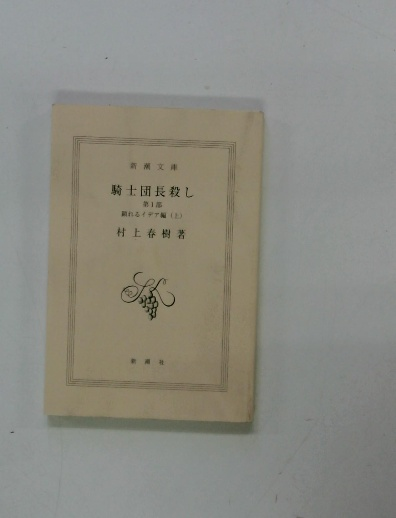 新潮文庫
騎士団長殺し
第1部
顕れるイデア編(上)
村上春樹著
新潮社